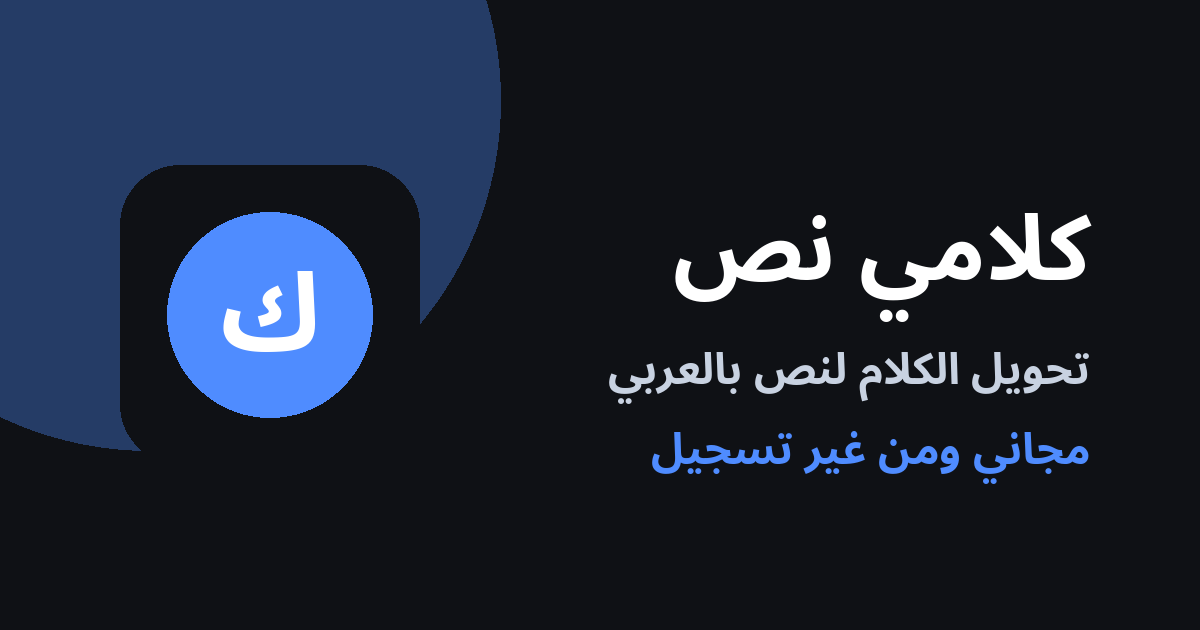 ك
كلامي نص
تحويل الكلام لنص بالعربي
مجاني ومن غير تسجيل